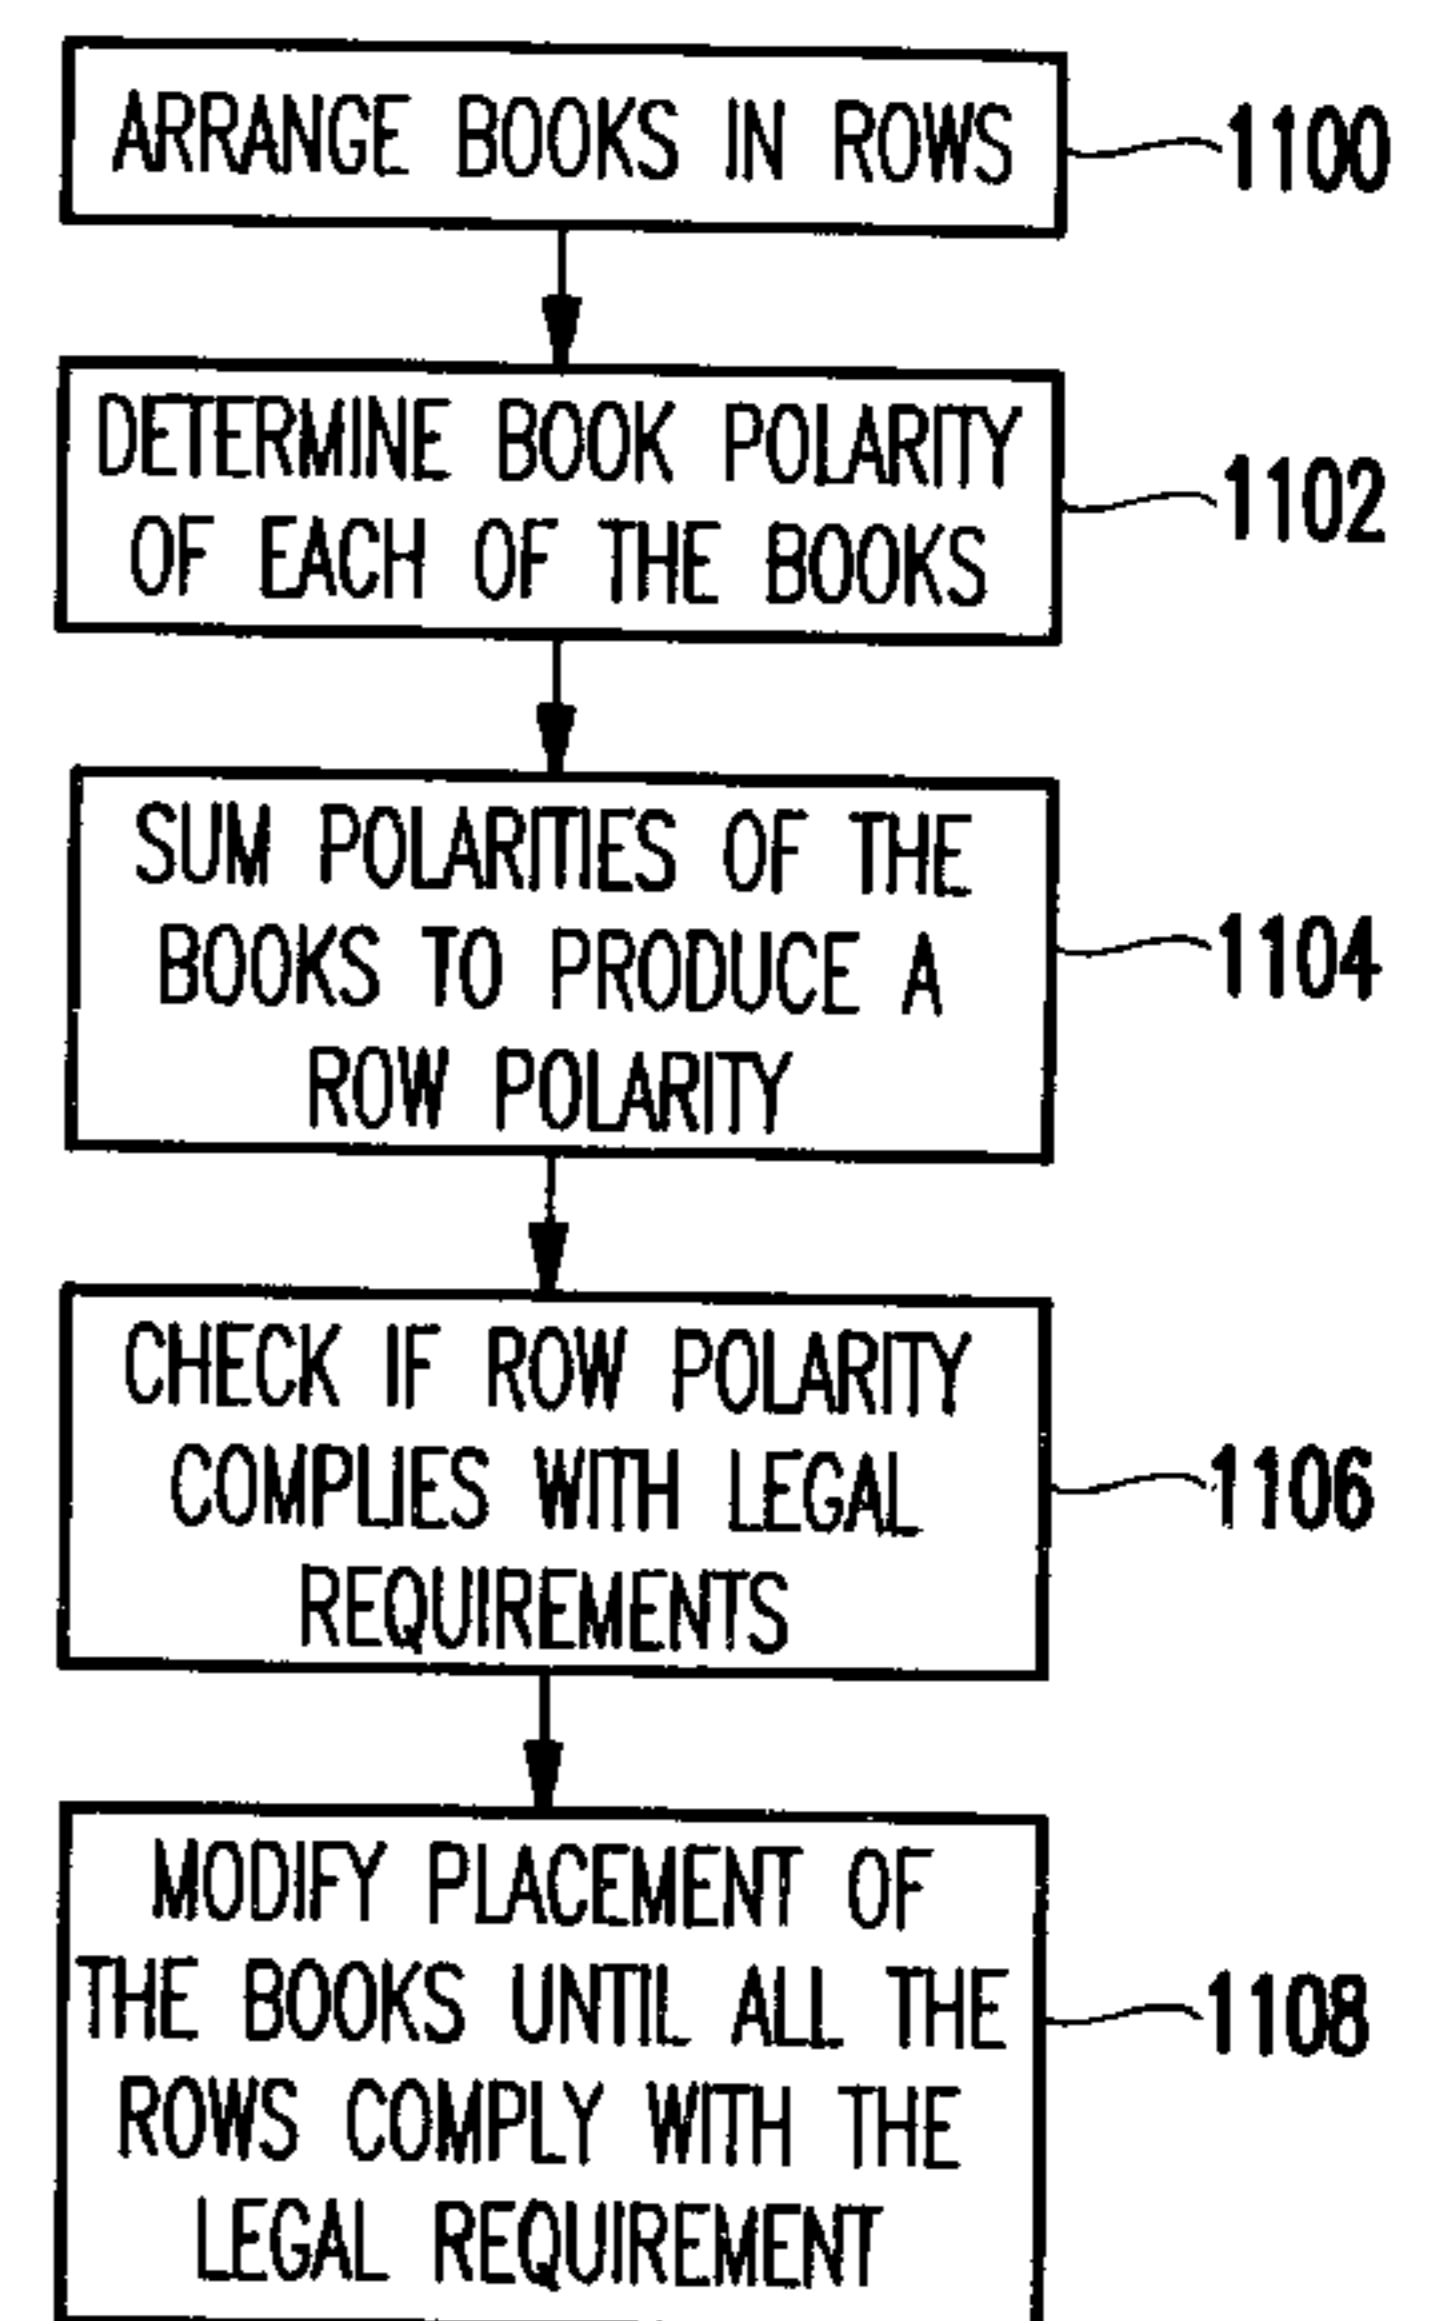 ARRANGE BOOKS IN ROWS
1100
DETERMINE BOOK POLARITY
OF EACH OF THE BOOKS
1102
SUM POLARITIES OF THE
BOOKS TO PRODUCE A
ROW POLARITY
1104
CHECK IF ROW POLARITY
COMPLIES WITH LEGAL
REQUIREMENTS
1106
MODIFY PLACEMENT OF
THE BOOKS UNTIL ALL THE
ROWS COMPLY WITH THE
LEGAL REQUIREMENT
1108